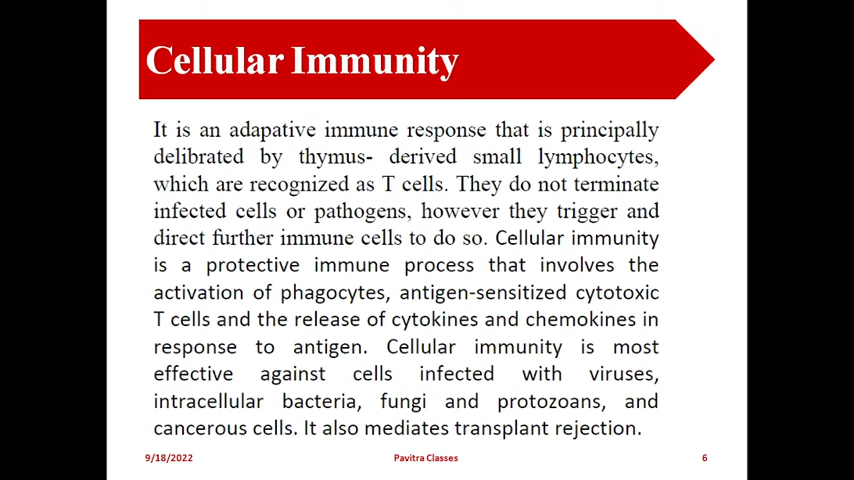 Cellular Immunity
It is an adapative immune response that is principally
delibrated by thymus- derived small lymphocytes,
which are recognized as T cells. They do not terminate
infected cells or pathogens, however they trigger and
direct further immune cells to do so. Cellular immunity
is a protective immune process that involves the
activation of phagocytes, antigen-sensitized cytotoxic
T cells and the release of cytokines and chemokines in
response to antigen. Cellular immunity is most
effective against cells infected with viruses,
intracellular bacteria, fungi and protozoans, and
cancerous cells. It also mediates transplant rejection.
9/18/2022 Pavitra Classes 6